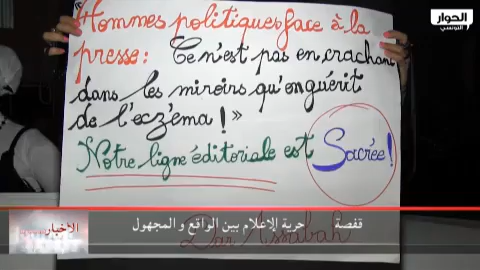 الحوار
التونسي
"Hommes politiques face à la
presse: Ce n'est pas en crachant
dans les miroirs qu'on guérit
de l'eczéma ! »
Notre ligne éditoriale est Sacrée !
Dar Assabah
الأخبار
قفصة حرية الإعلام بين الواقع والمجهول